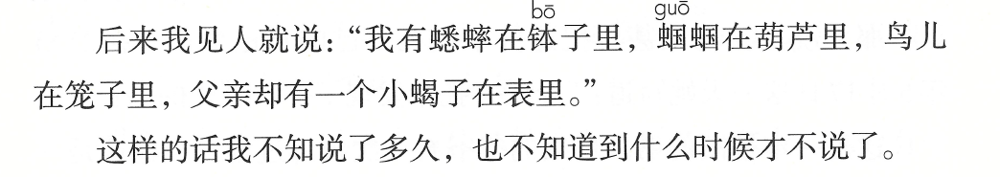 bō guō
后来我见人就说：“我有蟋蟀在钵子里，蝈蝈在葫芦里，鸟儿
在笼子里，父亲却有一个小蝎子在表里。”
这样的话我不知说了多久，也不知道到什么时候才不说了。